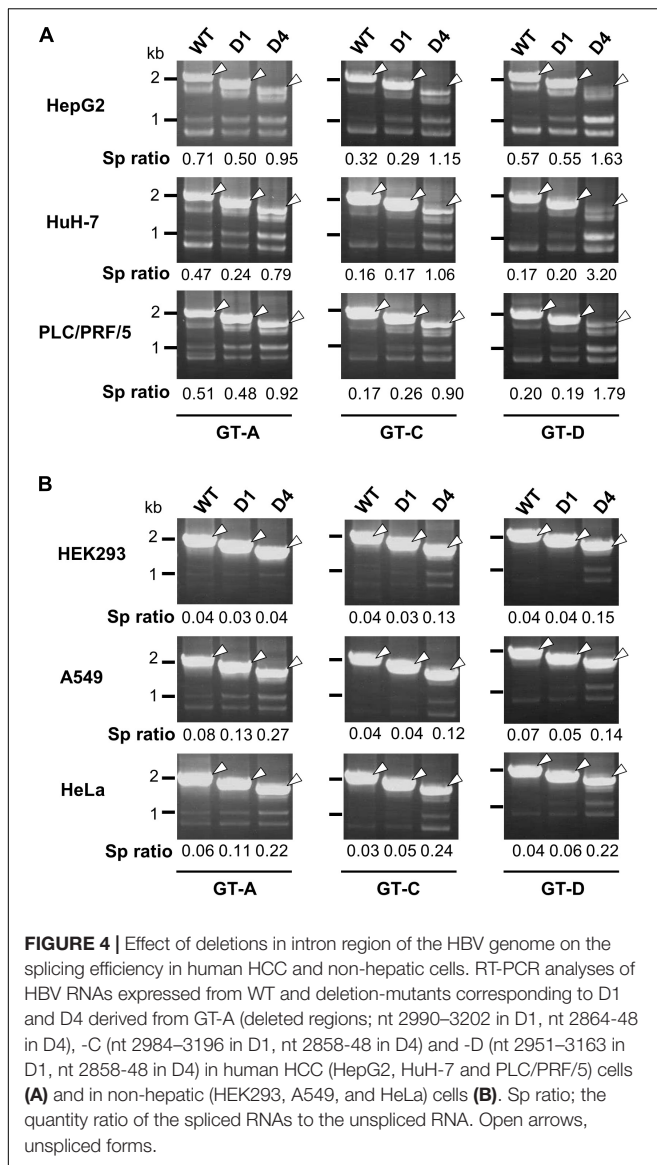 A
WT D1 D4 WT D1 D4 WT D1 D4
kb
HepG2
2
1
Sp ratio 0.71 0.50 0.95 0.32 0.29 1.15 0.57 0.55 1.63
HuH-7
2
1
Sp ratio 0.47 0.24 0.79 0.16 0.17 1.06 0.17 0.20 3.20
PLC/PRF/5
2
1
Sp ratio 0.51 0.48 0.92 0.17 0.26 0.90 0.20 0.19 1.79
GT-A GT-C GT-D
B
WT D1 D4 WT D1 D4 WT D1 D4
kb
HEK293
2
1
Sp ratio 0.04 0.03 0.04 0.04 0.03 0.13 0.04 0.04 0.15
A549
2
1
Sp ratio 0.08 0.13 0.27 0.04 0.04 0.12 0.07 0.05 0.14
HeLa
2
1
Sp ratio 0.06 0.11 0.22 0.03 0.05 0.24 0.04 0.06 0.22
GT-A GT-C GT-D
FIGURE 4 | Effect of deletions in intron region of the HBV genome on the
splicing efficiency in human HCC and non-hepatic cells. RT-PCR analyses of
HBV RNAs expressed from WT and deletion-mutants corresponding to D1
and D4 derived from GT-A (deleted regions; nt 2990–3202 in D1, nt 2864-48
in D4), -C (nt 2984–3196 in D1, nt 2858-48 in D4) and -D (nt 2951–3163 in
D1, nt 2858-48 in D4) in human HCC (HepG2, HuH-7 and PLC/PRF/5) cells
(A) and in non-hepatic (HEK293, A549, and HeLa) cells (B). Sp ratio; the
quantity ratio of the spliced RNAs to the unspliced RNA. Open arrows,
unspliced forms.